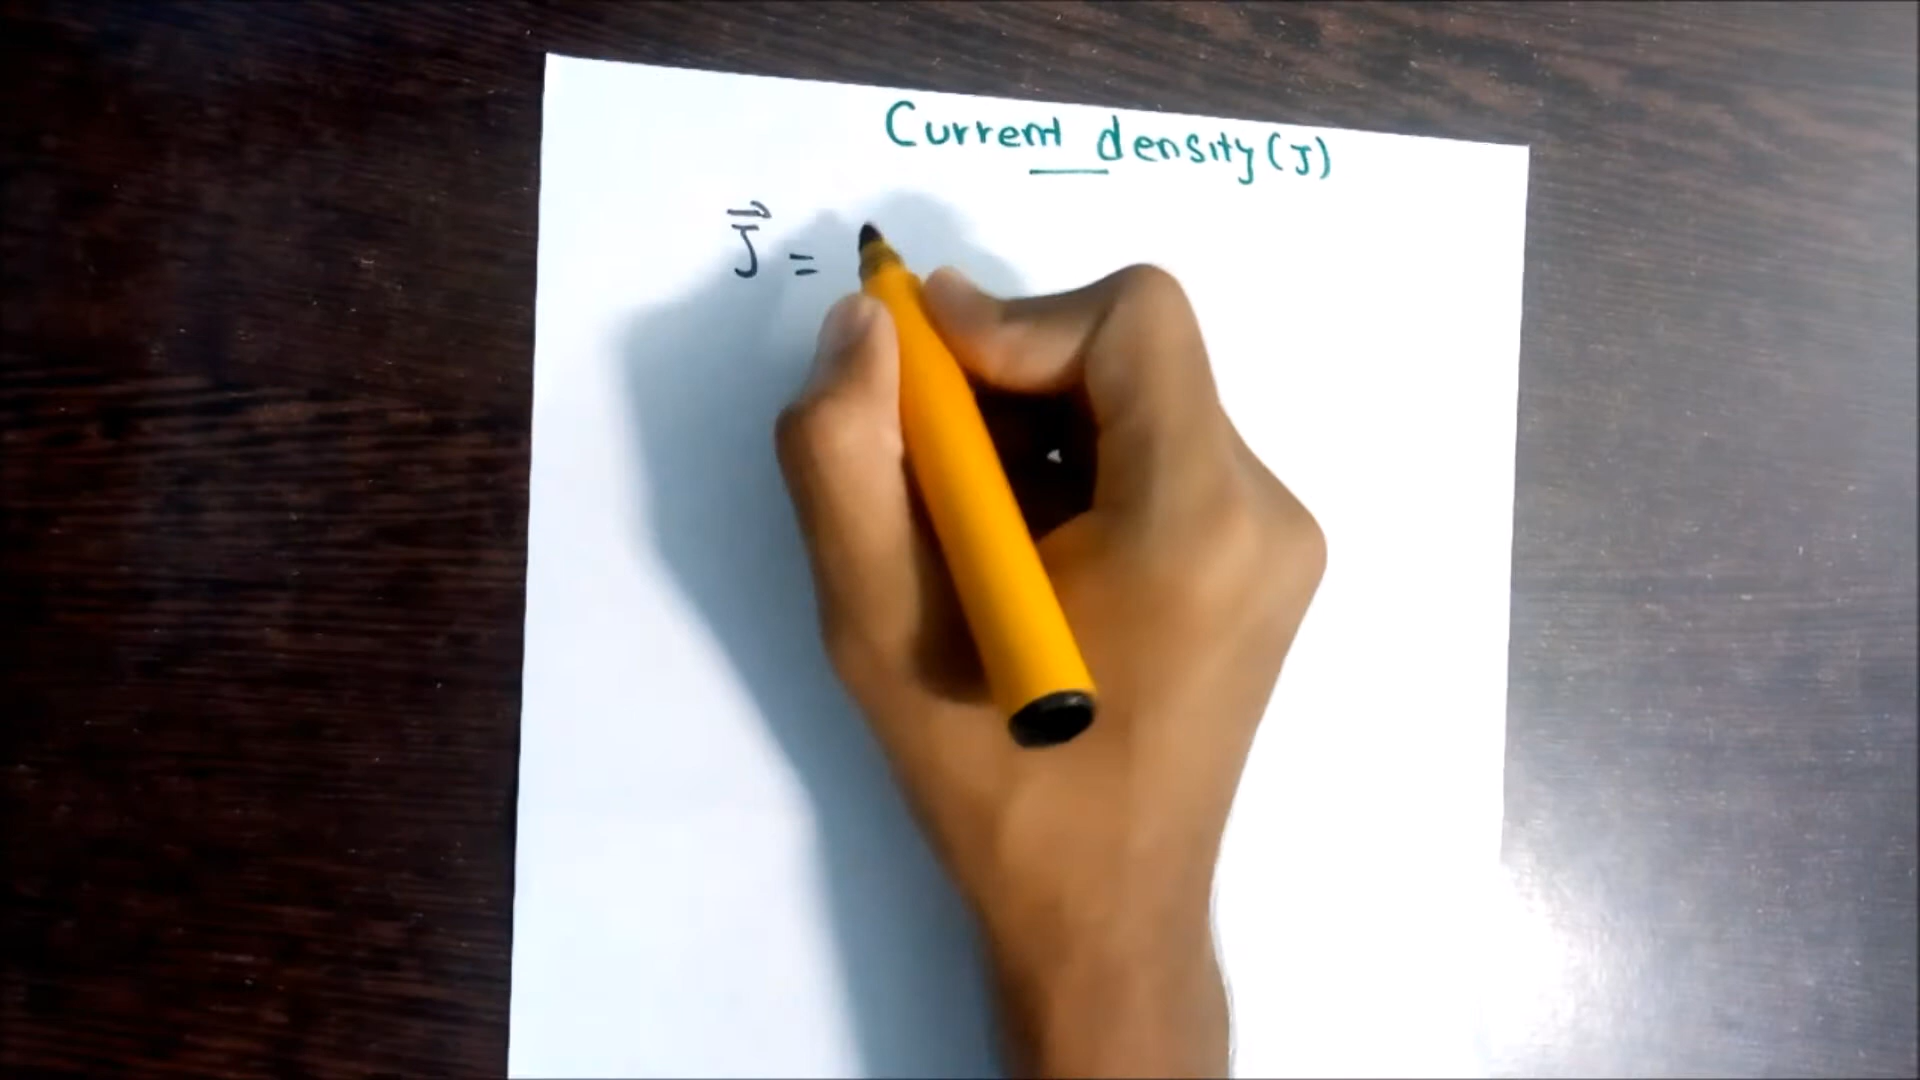 Current density (J)
J⃗ =